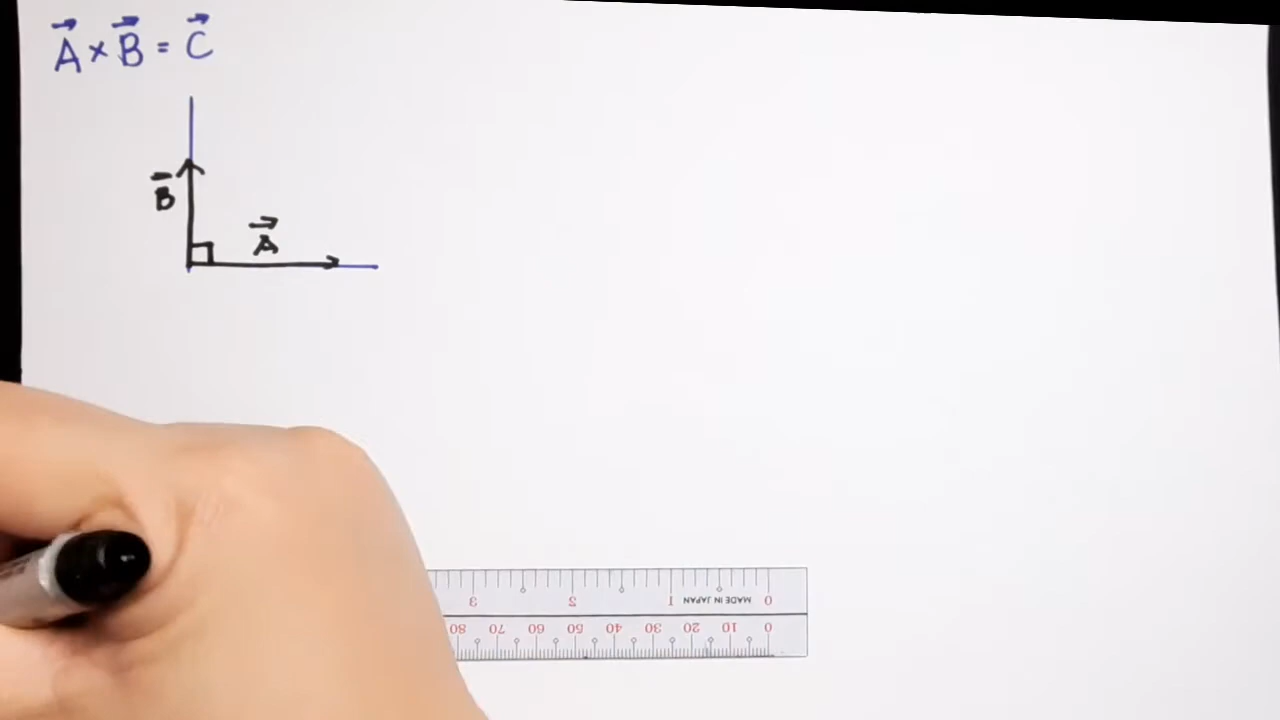 A⃗ × B⃗ = C⃗
B⃗
A⃗
3 2 1 MADE IN JAPAN 0
80 70 60 50 40 30 20 10 0